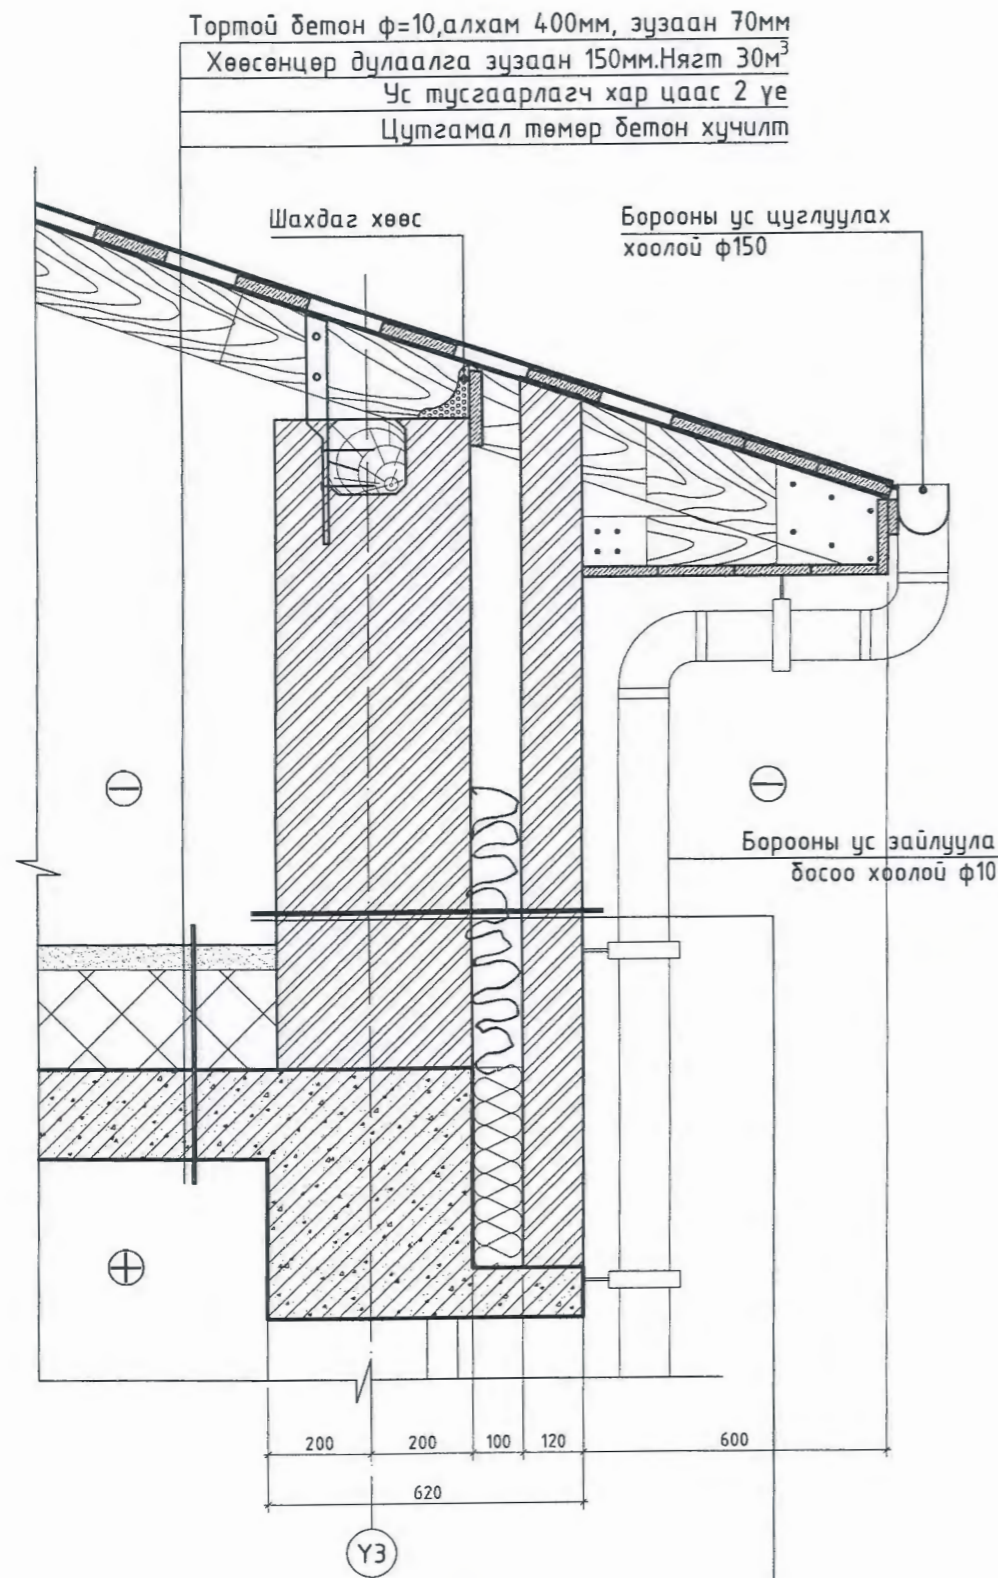 Тортой бетон ф=10,алхам 400мм, зузаан 70мм
Хөөсөнцөр дулаалга зузаан 150мм.Нягт 30м³
Ус тусгаарлагч хар цаас 2 үе
Цутгамал төмөр бетон хучилт
Шахдаг хөөс
Борооны ус цуглуулах
хоолой ф150
Борооны ус зайлуула
босоо хоолой ф10
200
200
100
120
600
620
У3